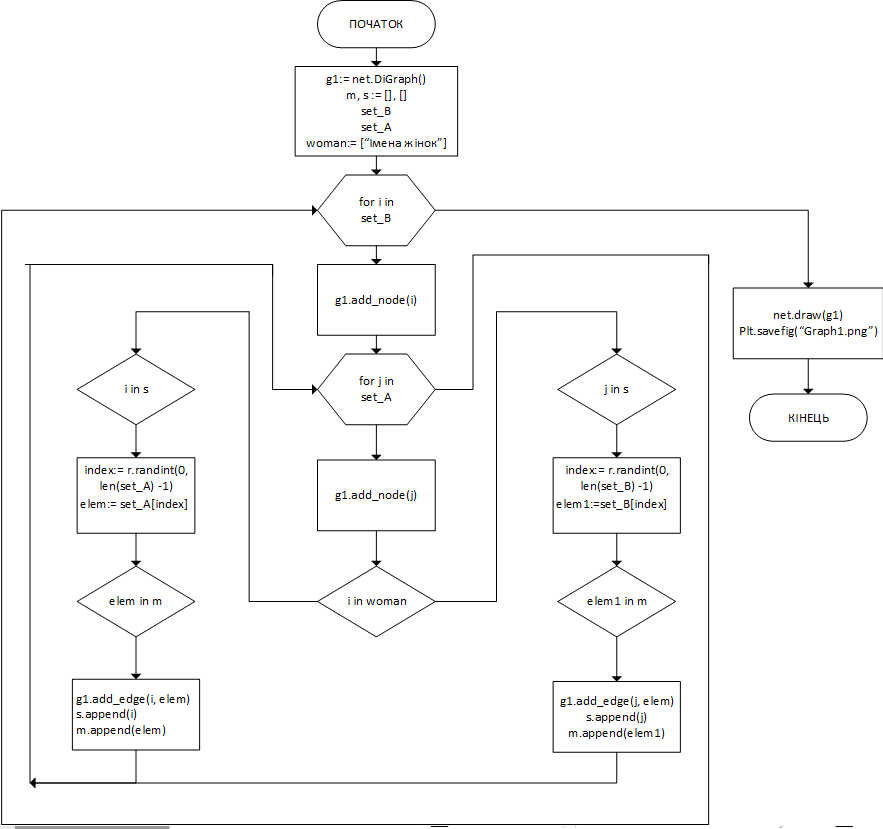 ПОЧАТОК
g1:= net.DiGraph()
m, s := [], []
set_B
set_A
woman:= [“Імена жінок”]
for i in
set_B
g1.add_node(i)
for j in
set_A
g1.add_node(j)
i in woman
i in s
index:= r.randint(0,
len(set_A) -1)
elem:= set_A[index]
elem in m
g1.add_edge(i, elem)
s.append(i)
m.append(elem)
j in s
index:= r.randint(0,
len(set_B) -1)
elem1:=set_B[index]
elem1 in m
g1.add_edge(j, elem)
s.append(j)
m.append(elem1)
net.draw(g1)
Plt.savefig(“Graph1.png”)
КІНЕЦЬ